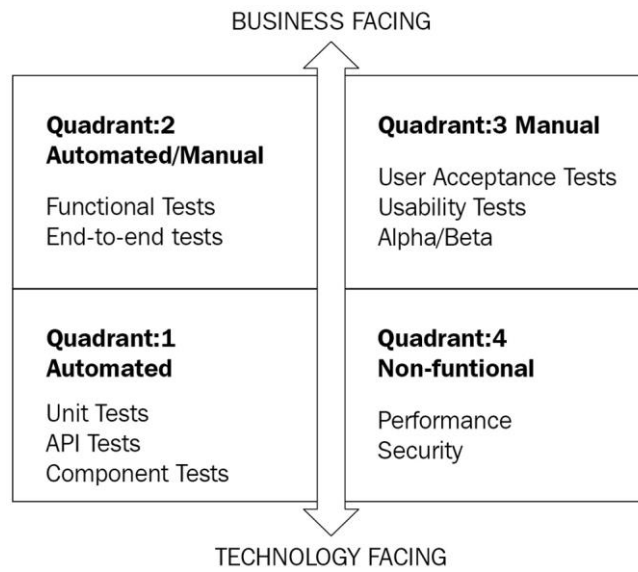 BUSINESS FACING
Quadrant:2
Automated/Manual
Functional Tests
End-to-end tests
Quadrant:3 Manual
User Acceptance Tests
Usability Tests
Alpha/Beta
Quadrant:1
Automated
Unit Tests
API Tests
Component Tests
Quadrant:4
Non-funtional
Performance
Security
TECHNOLOGY FACING